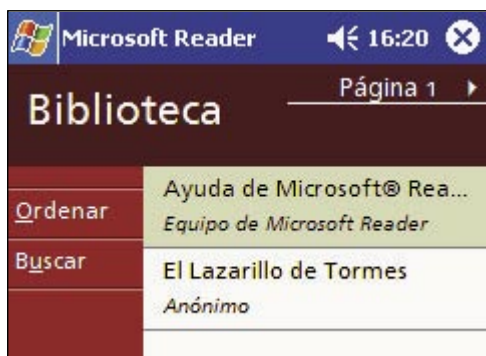 Microsoft Reader 16:20
Biblioteca
Página 1
Ordenar
Buscar
Ayuda de Microsoft® Rea...
Equipo de Microsoft Reader
El Lazarillo de Tormes
Anónimo